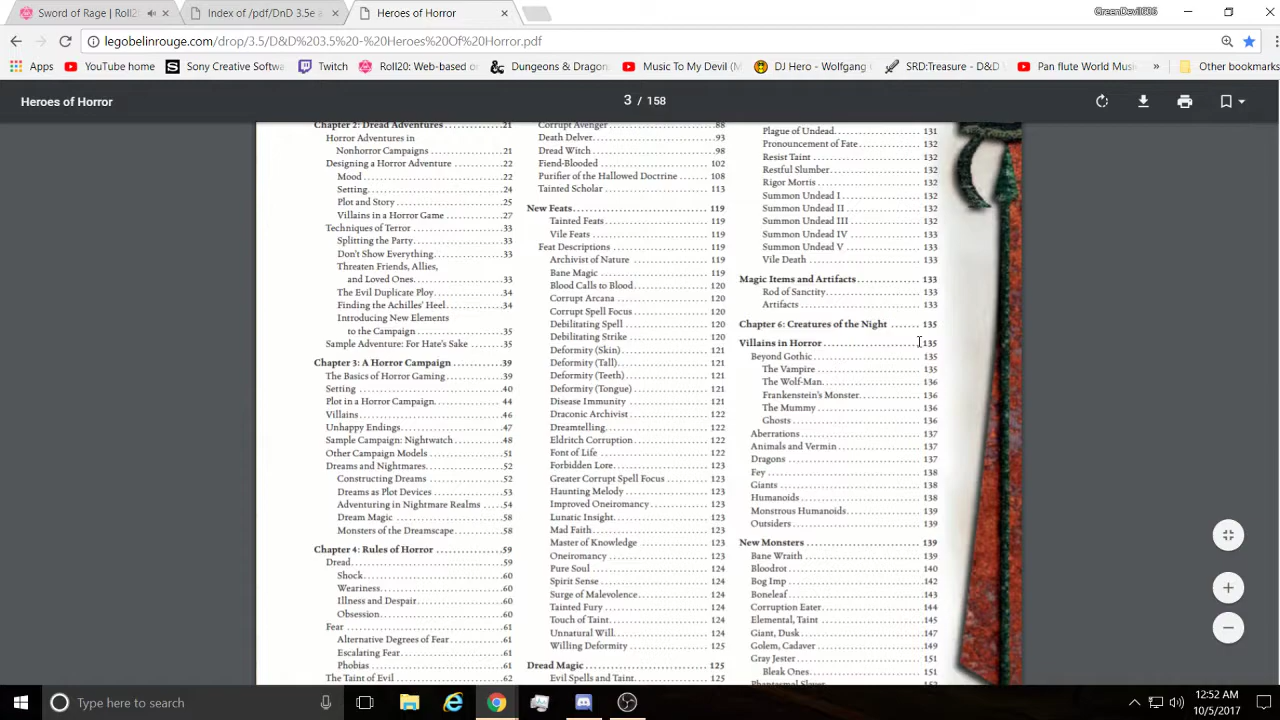 Sword of Rage | Roll20
Index of /pdf/DnD 3.5e a
Heroes of Horror
GreenDevil686
legobelinrouge.com/drop/3.5/D&D%203.5%20-%20Heroes%20Of%20Horror.pdf
Apps YouTube home Sony Creative Softwa Twitch Roll20: Web-based o Dungeons & Dragon Music To My Devil (M DJ Hero - Wolfgang SRD:Treasure - D&D Pan flute World Music » Other bookmarks
Heroes of Horror
3 / 158
Chapter 2: Dread Adventures 21
Horror Adventures in
Nonhorror Campaigns 21
Designing a Horror Adventure 22
Mood 22
Setting 24
Plot and Story 25
Villains in a Horror Game 27
Techniques of Terror 33
Splitting the Party 33
Don't Show Everything 33
Threaten Friends, Allies,
and Loved Ones 33
The Evil Duplicate Ploy 34
Finding the Achilles' Heel 34
Introducing New Elements
to the Campaign 35
Sample Adventure: For Hate's Sake 35
Chapter 3: A Horror Campaign 39
The Basics of Horror Gaming 39
Setting 40
Plot in a Horror Campaign 44
Villains 46
Unhappy Endings 47
Sample Campaign: Nightwatch 48
Other Campaign Models 51
Dreams and Nightmares 52
Constructing Dreams 52
Dreams as Plot Devices 53
Adventuring in Nightmare Realms 54
Dream Magic 58
Monsters of the Dreamscape 58
Chapter 4: Rules of Horror 59
Dread 59
Shock 60
Weariness 60
Illness and Despair 60
Obsession 60
Fear 61
Alternative Degrees of Fear 61
Escalating Fear 61
Phobias 61
The Taint of Evil 62
Corrupt Avenger 88
Death Delver 93
Dread Witch 98
Fiend-Blooded 102
Purifier of the Hallowed Doctrine 108
Tainted Scholar 113
New Feats 119
Tainted Feats 119
Vile Feats 119
Feat Descriptions 119
Archivist of Nature 119
Bane Magic 119
Blood Calls to Blood 120
Corrupt Arcana 120
Corrupt Spell Focus 120
Debilitating Spell 120
Debilitating Strike 120
Deformity (Skin) 121
Deformity (Tall) 121
Deformity (Teeth) 121
Deformity (Tongue) 121
Disease Immunity 121
Draconic Archivist 122
Dreamtelling 122
Eldritch Corruption 122
Font of Life 122
Forbidden Lore 123
Greater Corrupt Spell Focus 123
Haunting Melody 123
Improved Oneiromancy 123
Lunatic Insight 123
Mad Faith 123
Master of Knowledge 123
Oneiromancy 123
Pure Soul 124
Spirit Sense 124
Surge of Malevolence 124
Tainted Fury 124
Touch of Taint 124
Unnatural Will 124
Willing Deformity 125
Dread Magic 125
Evil Spells and Taint 125
Plague of Undead 131
Pronouncement of Fate 132
Resist Taint 132
Restful Slumber 132
Rigor Mortis 132
Summon Undead I 132
Summon Undead II 132
Summon Undead III 132
Summon Undead IV 133
Summon Undead V 133
Vile Death 133
Magic Items and Artifacts 133
Rod of Sanctity 133
Artifacts 133
Chapter 6: Creatures of the Night 135
Villains in Horror 135
Beyond Gothic 135
The Vampire 135
The Wolf-Man 136
Frankenstein's Monster 136
The Mummy 136
Ghosts 136
Aberrations 137
Animals and Vermin 137
Dragons 137
Fey 138
Giants 138
Humanoids 138
Monstrous Humanoids 139
Outsiders 139
New Monsters 139
Bane Wraith 139
Bloodrot 140
Bog Imp 142
Boneleaf 143
Corruption Eater 144
Elemental, Taint 145
Giant, Dusk 147
Golem, Cadaver 149
Gray Jester 151
Bleak Ones 151
Phantasmal Slayer 152
Type here to search
12:52 AM
10/5/2017